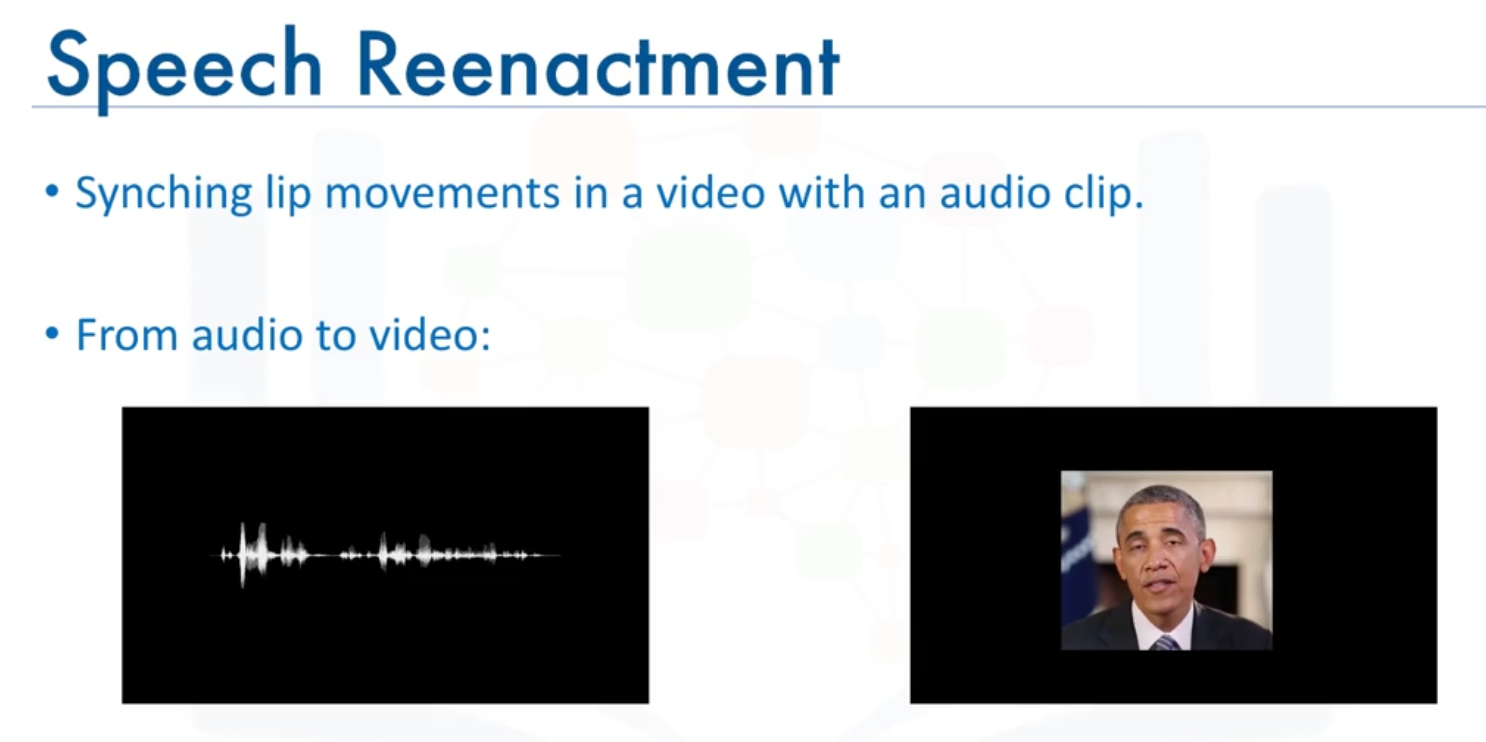 Speech Reenactment
• Synching lip movements in a video with an audio clip.
• From audio to video: